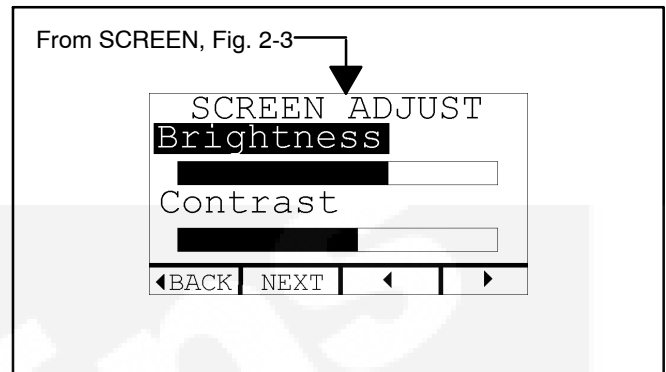 From SCREEN, Fig. 2-3
SCREEN ADJUST
Brightness
Contrast
◀BACK NEXT ◀ ▶